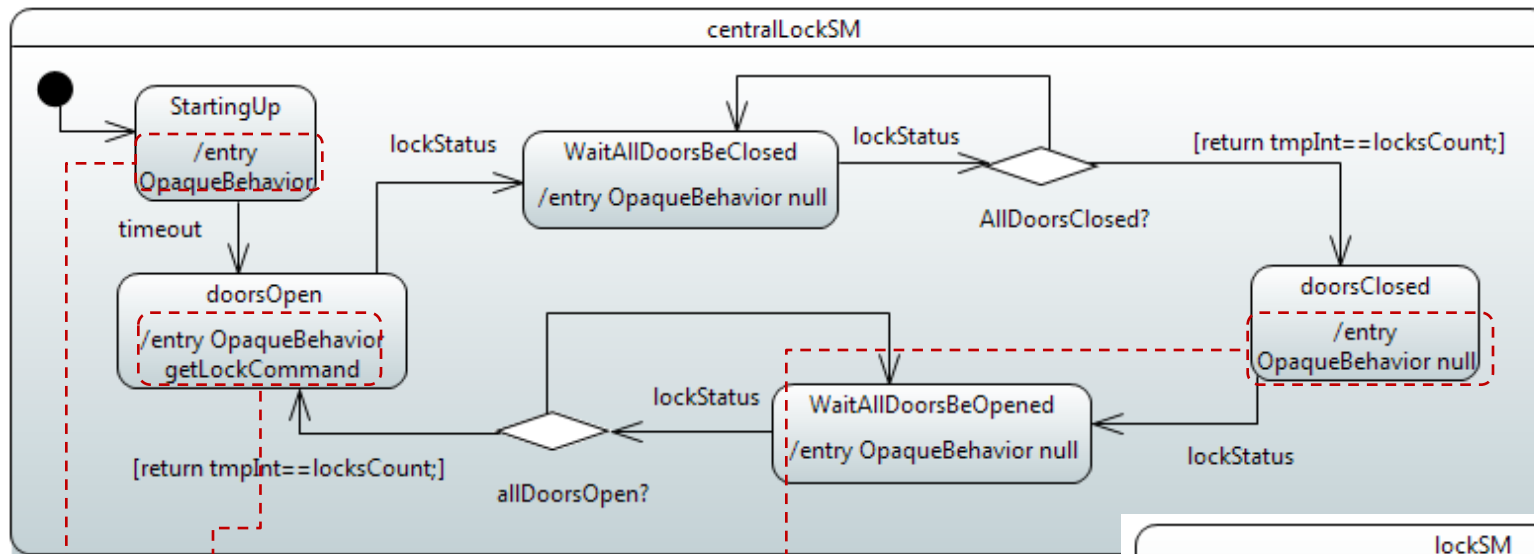 centralLockSM
StartingUp
/entry
OpaqueBehavior
timeout
lockStatus
WaitAllDoorsBeClosed
/entry OpaqueBehavior null
lockStatus
AllDoorsClosed?
[return tmpInt==locksCount;]
doorsOpen
/entry OpaqueBehavior
getLockCommand
doorsClosed
/entry
OpaqueBehavior null
lockStatus
WaitAllDoorsBeOpened
/entry OpaqueBehavior null
lockStatus
allDoorsOpen?
[return tmpInt==locksCount;]
lockSM